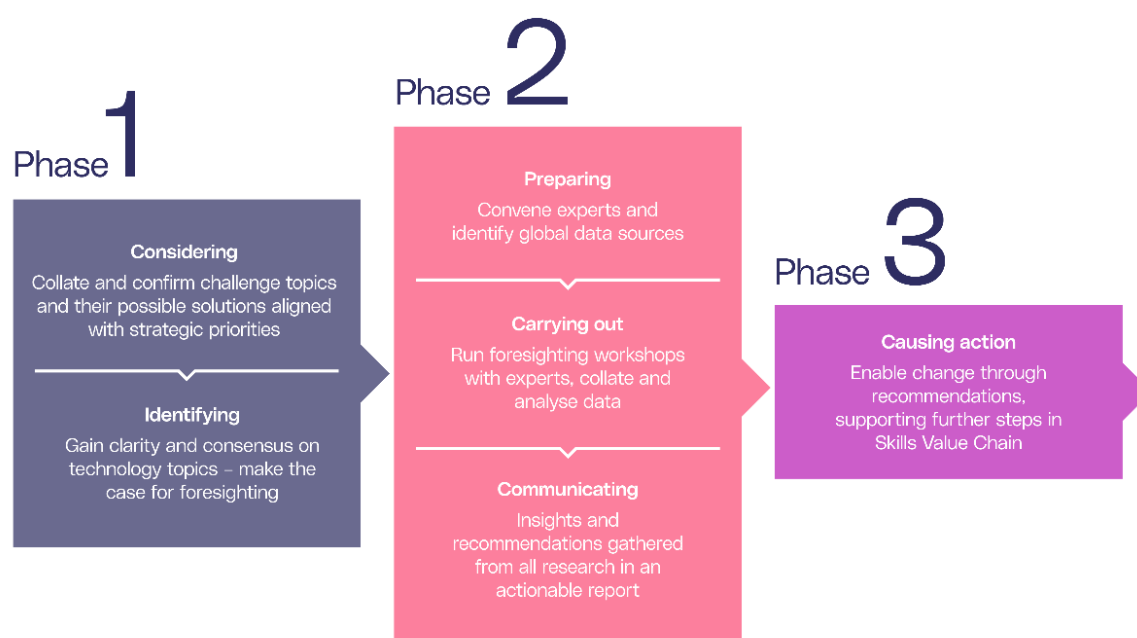 Phase 1
Considering
Collate and confirm challenge topics
and their possible solutions aligned
with strategic priorities
Identifying
Gain clarity and consensus on
technology topics – make the
case for foresighting
Phase 2
Preparing
Convene experts and
identify global data sources
Carrying out
Run foresighting workshops
with experts, collate and
analyse data
Communicating
Insights and
recommendations gathered
from all research in an
actionable report
Phase 3
Causing action
Enable change through
recommendations,
supporting further steps in
Skills Value Chain